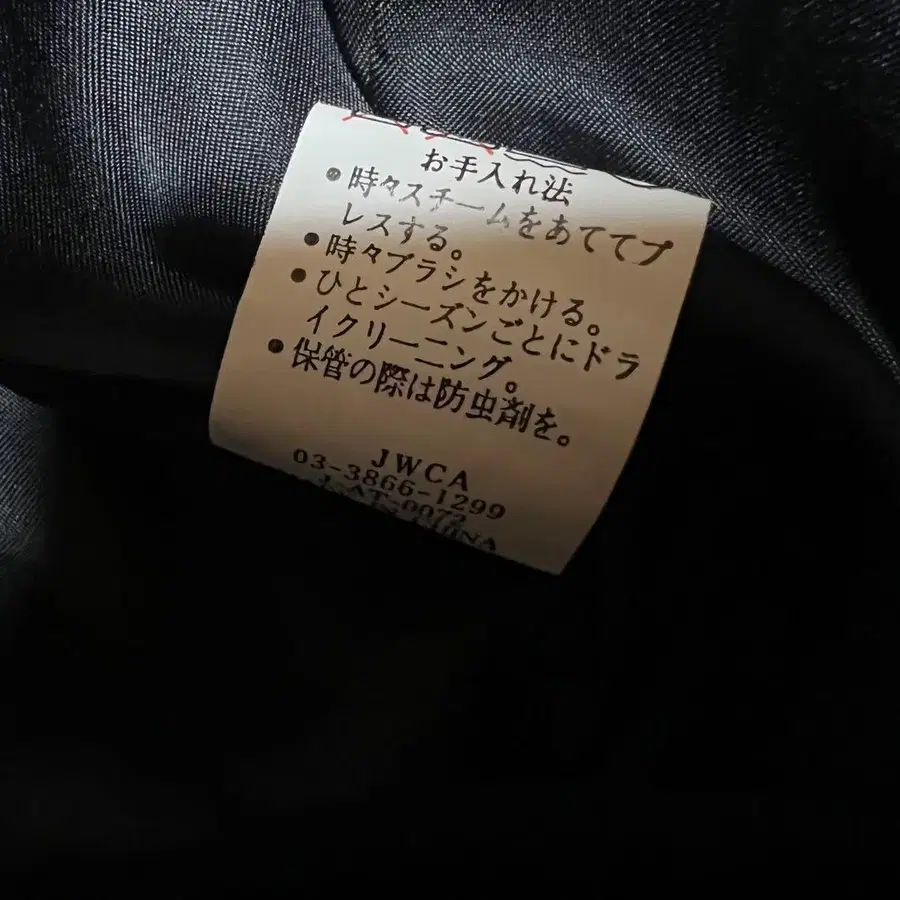 お手入れ法
●時々スチームをあててプ
レスする。
●時々ブラシをかける。
●ひとシーズンごとにドラ
イクリーニング。
●保管の際は防虫剤を。
JWCA
03-3866-1299
AT-0072
CHINA